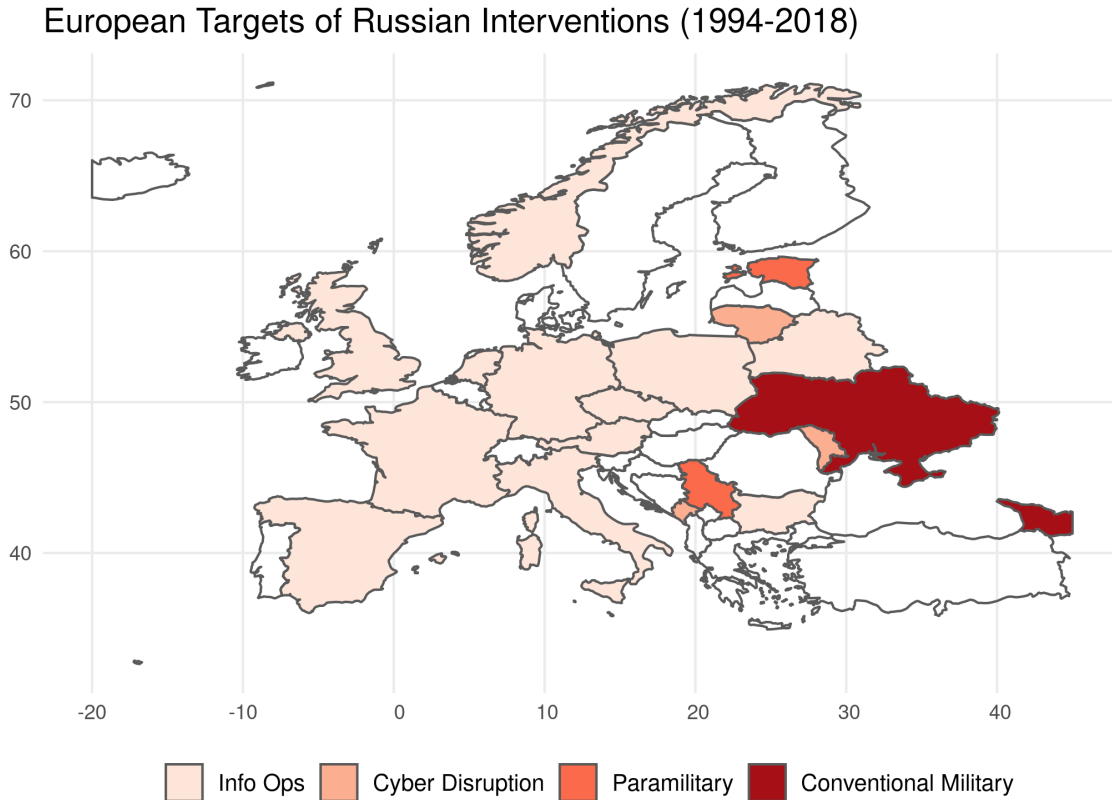 European Targets of Russian Interventions (1994-2018)
70
60
50
40
-20 -10 0 10 20 30 40
Info Ops Cyber Disruption Paramilitary Conventional Military